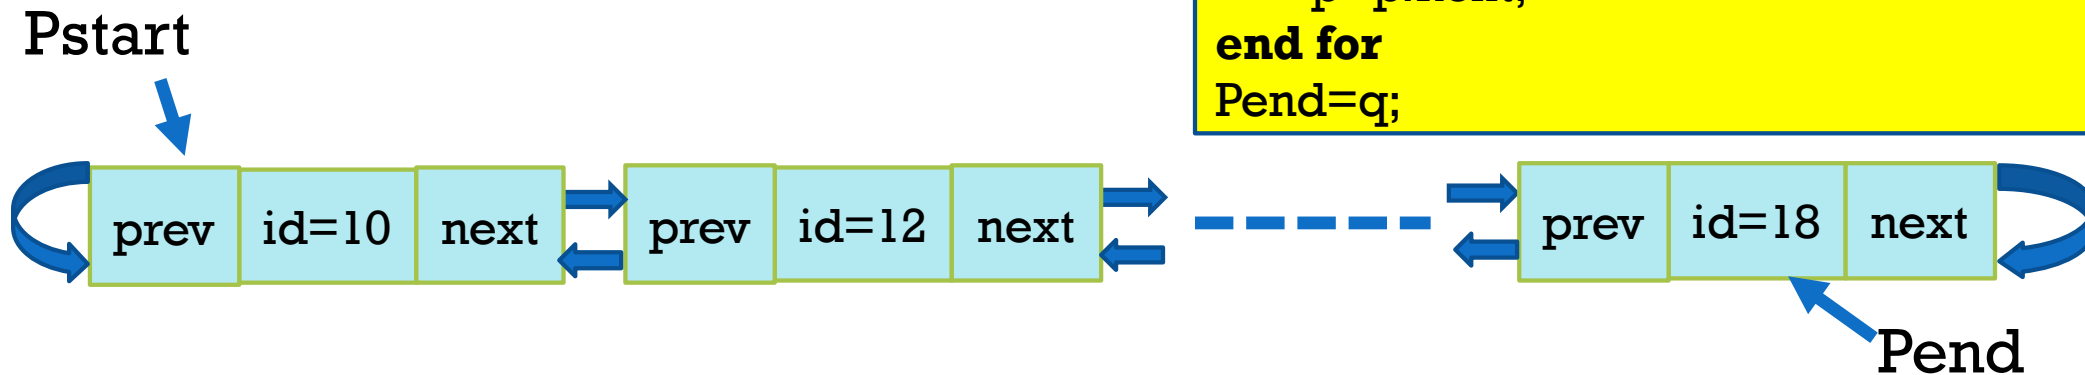 Pstart
end for
Pend=q;
prev id=10 next prev id=12 next prev id=18 next
Pend